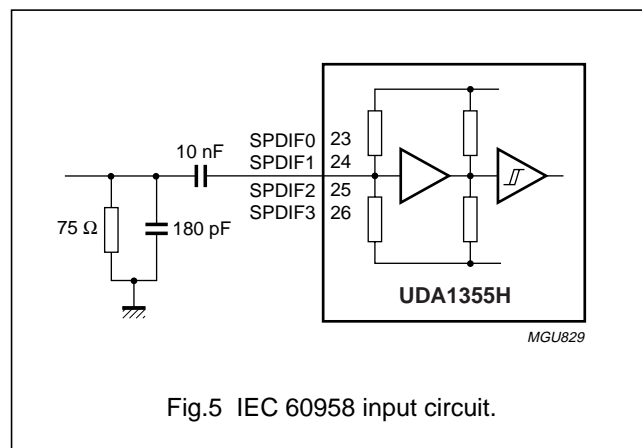 SPDIF0 23
10 nF
SPDIF1 24
SPDIF2 25
75 Ω
180 pF
SPDIF3 26
UDA1355H
MGU829
Fig.5 IEC 60958 input circuit.